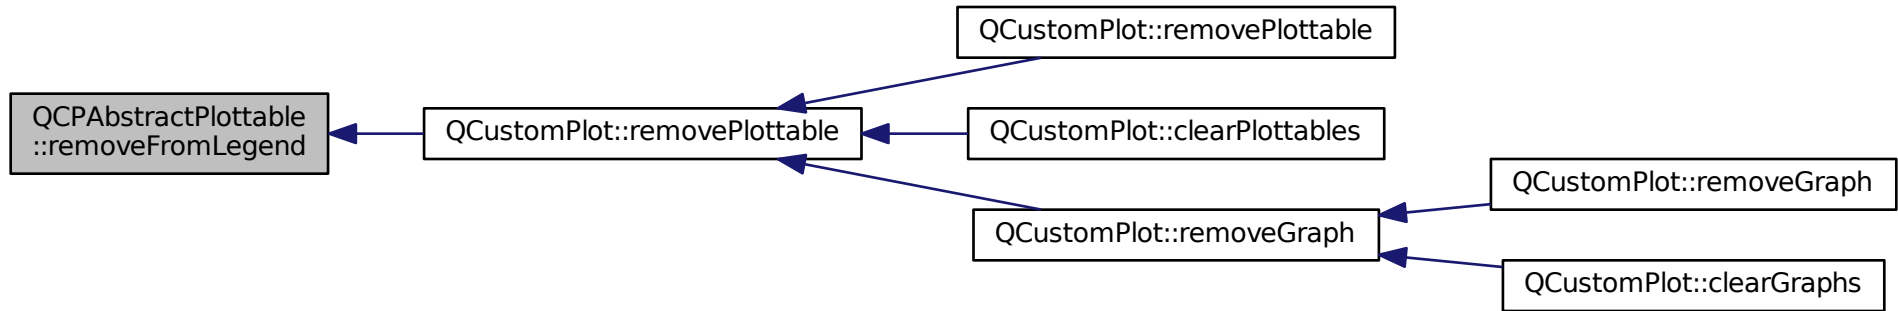 QCPAbstractPlottable
::removeFromLegend
QCustomPlot::removePlottable
QCustomPlot::removePlottable
QCustomPlot::clearPlottables
QCustomPlot::removeGraph
QCustomPlot::removeGraph
QCustomPlot::clearGraphs